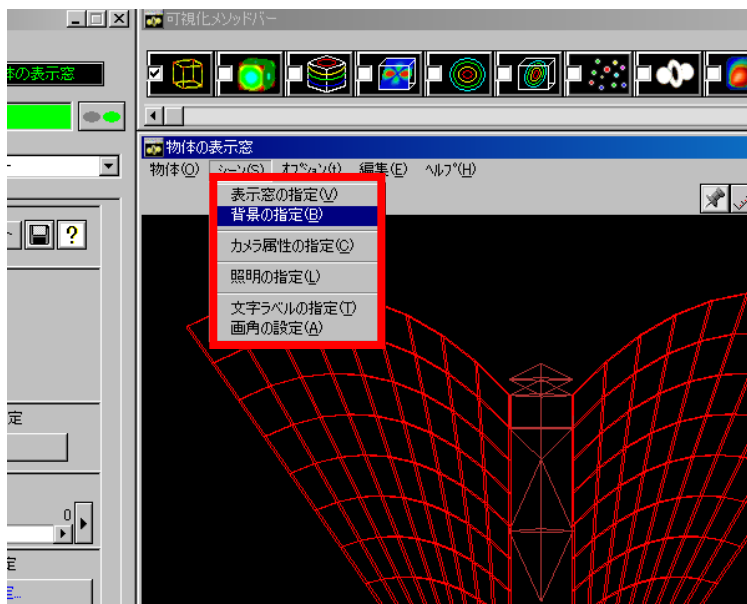 可視化メソッドバー
体の表示窓
物体の表示窓
物体(O) シーン(S) オプション(t) 編集(E) ヘルプ(H)
表示窓の指定(V)
背景の指定(B)
カメラ属性の指定(C)
照明の指定(L)
文字ラベルの指定(T)
画角の設定(A)
?
定
0
定
定...